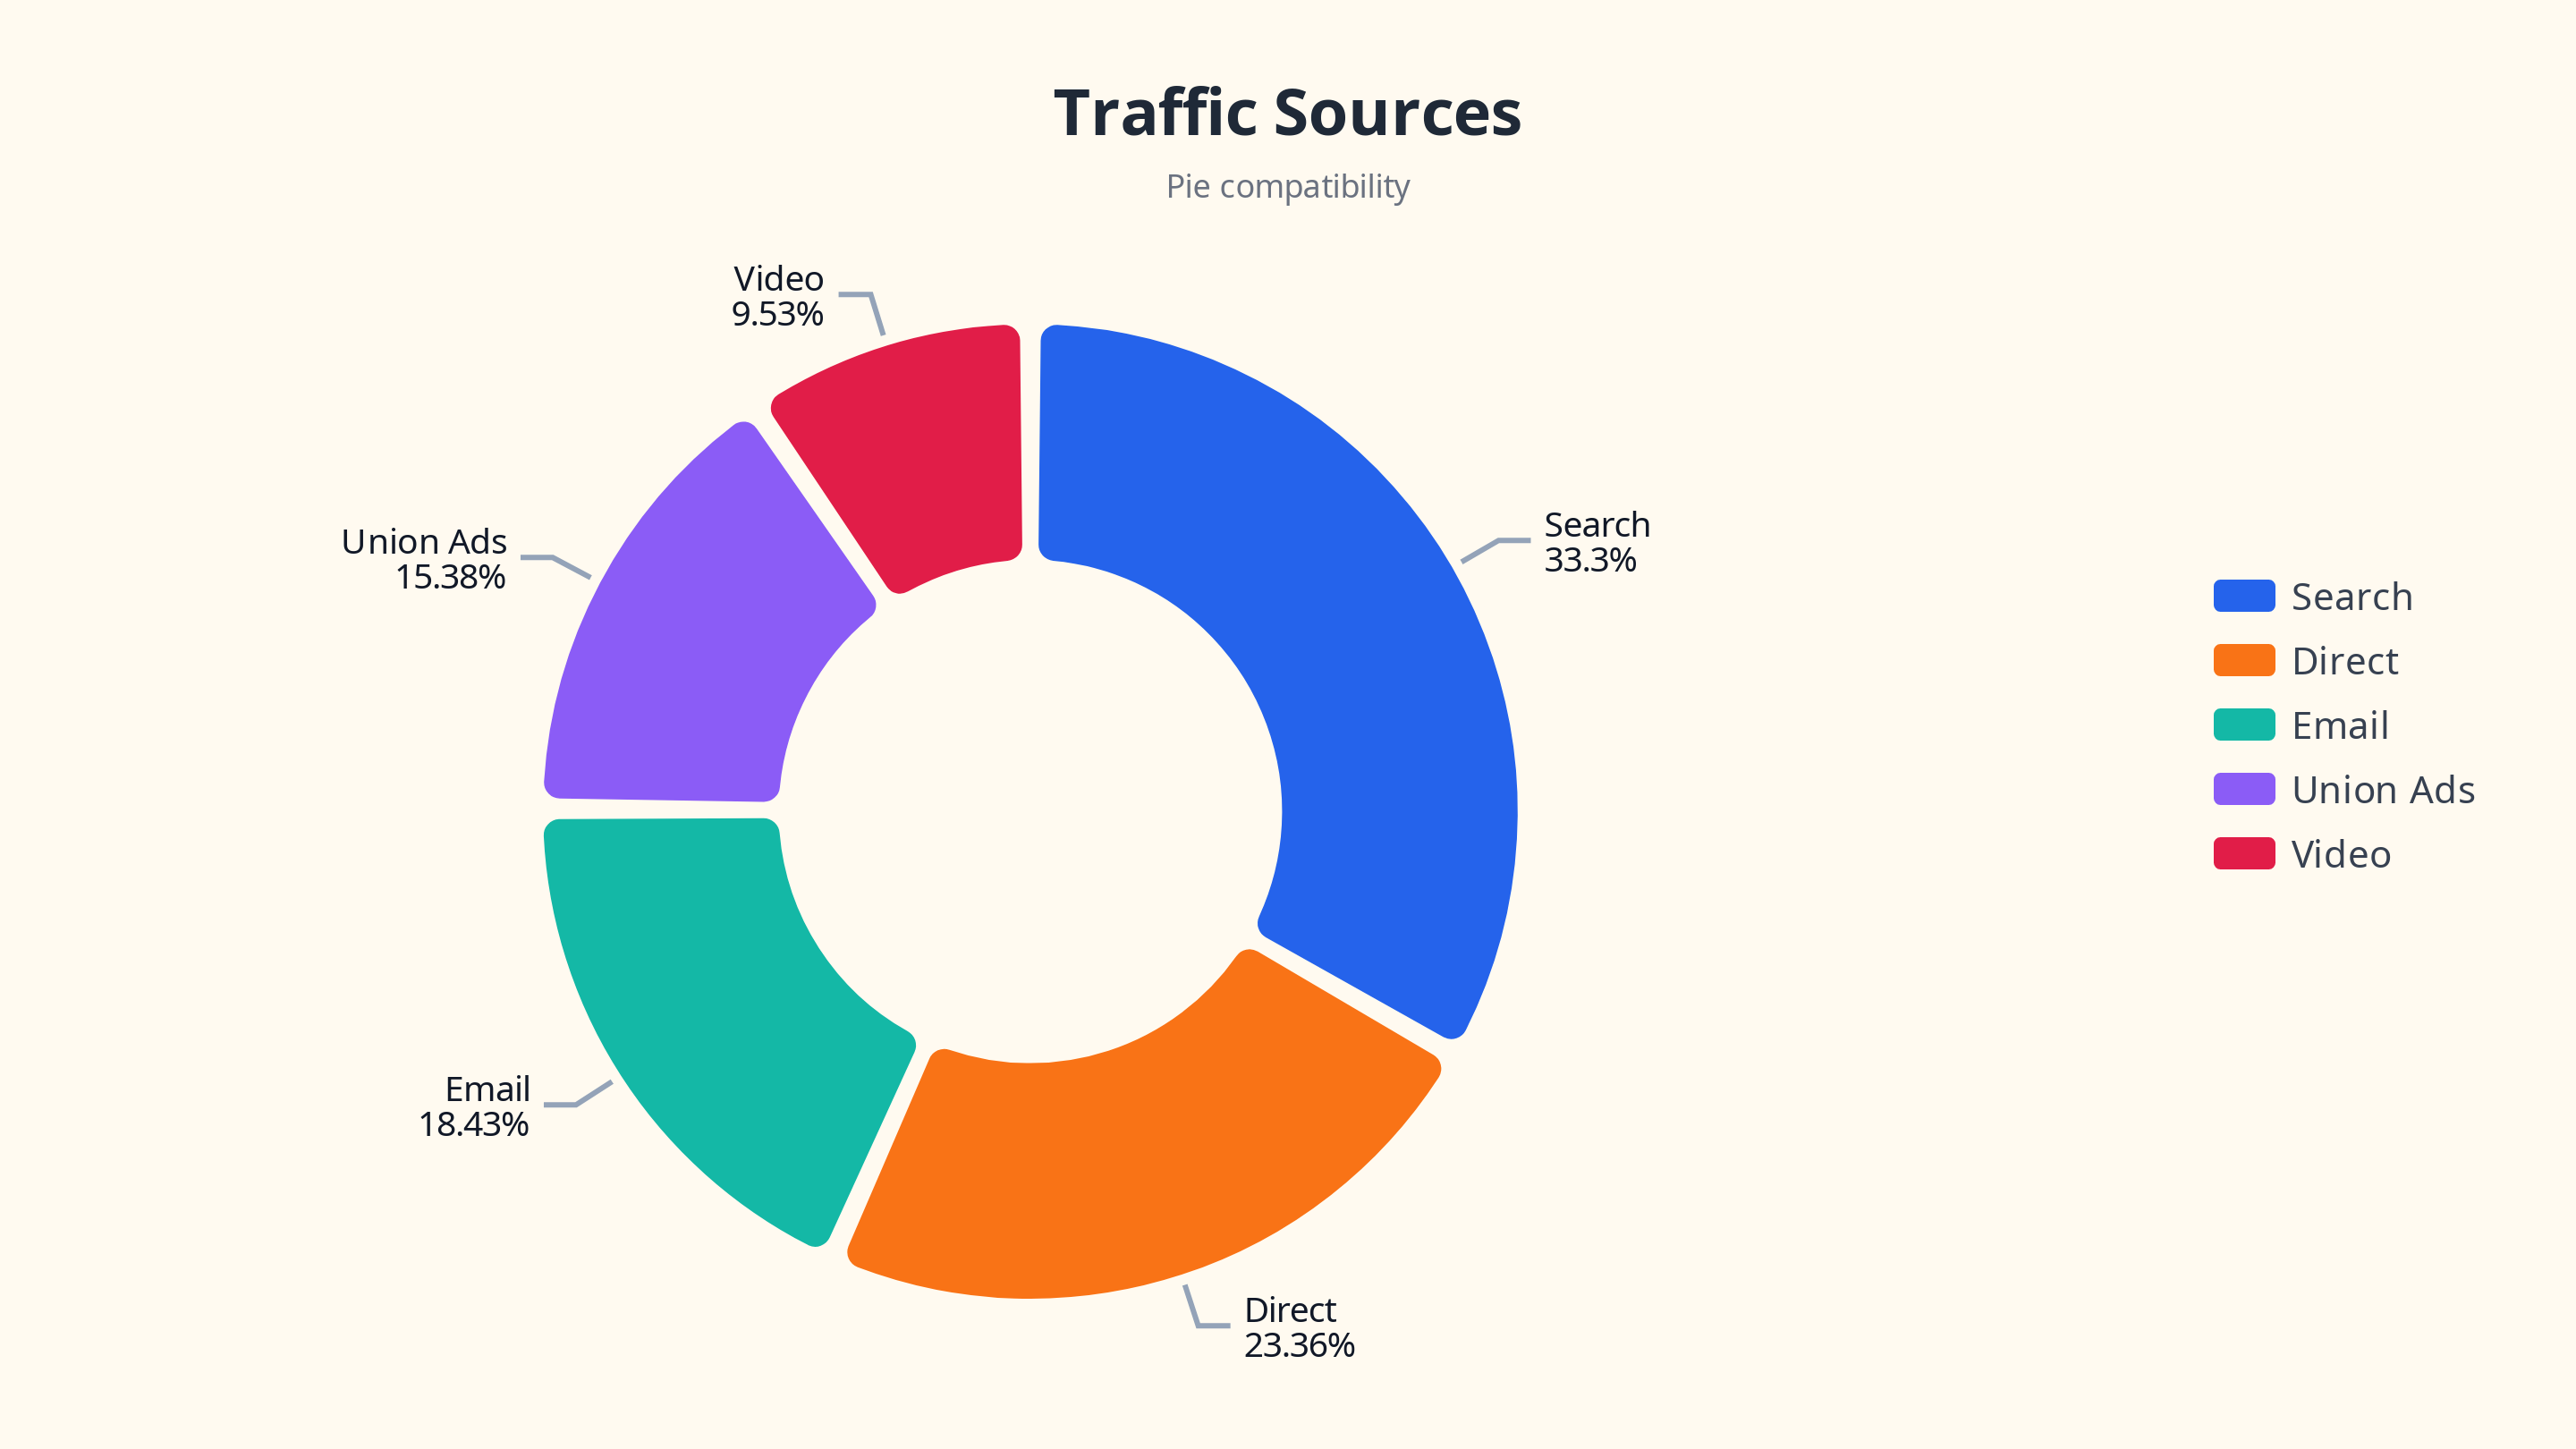 Traffic Sources
Pie compatibility
Video
9.53%
Search
33.3%
Union Ads
15.38%
Email
18.43%
Direct
23.36%
Search
Direct
Email
Union Ads
Video